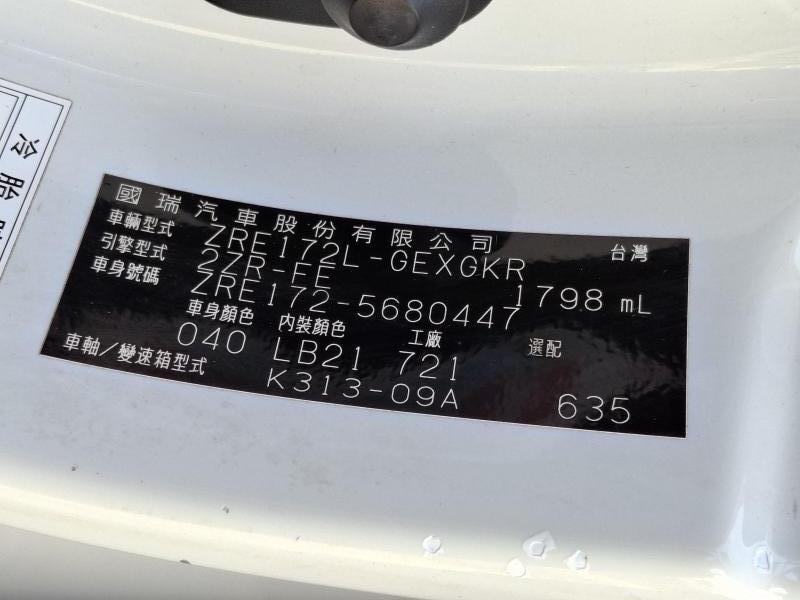 國瑞汽車股份有限公司 台灣
車輛型式 ZRE172L-GEXGKR
引擎型式 2ZR-FE 1798 mL
車身號碼 ZRE172-5680447
車身顏色 內裝顏色 工廠 選配
040 LB21 721
車軸/變速箱型式 K313-09A 635
冷胎